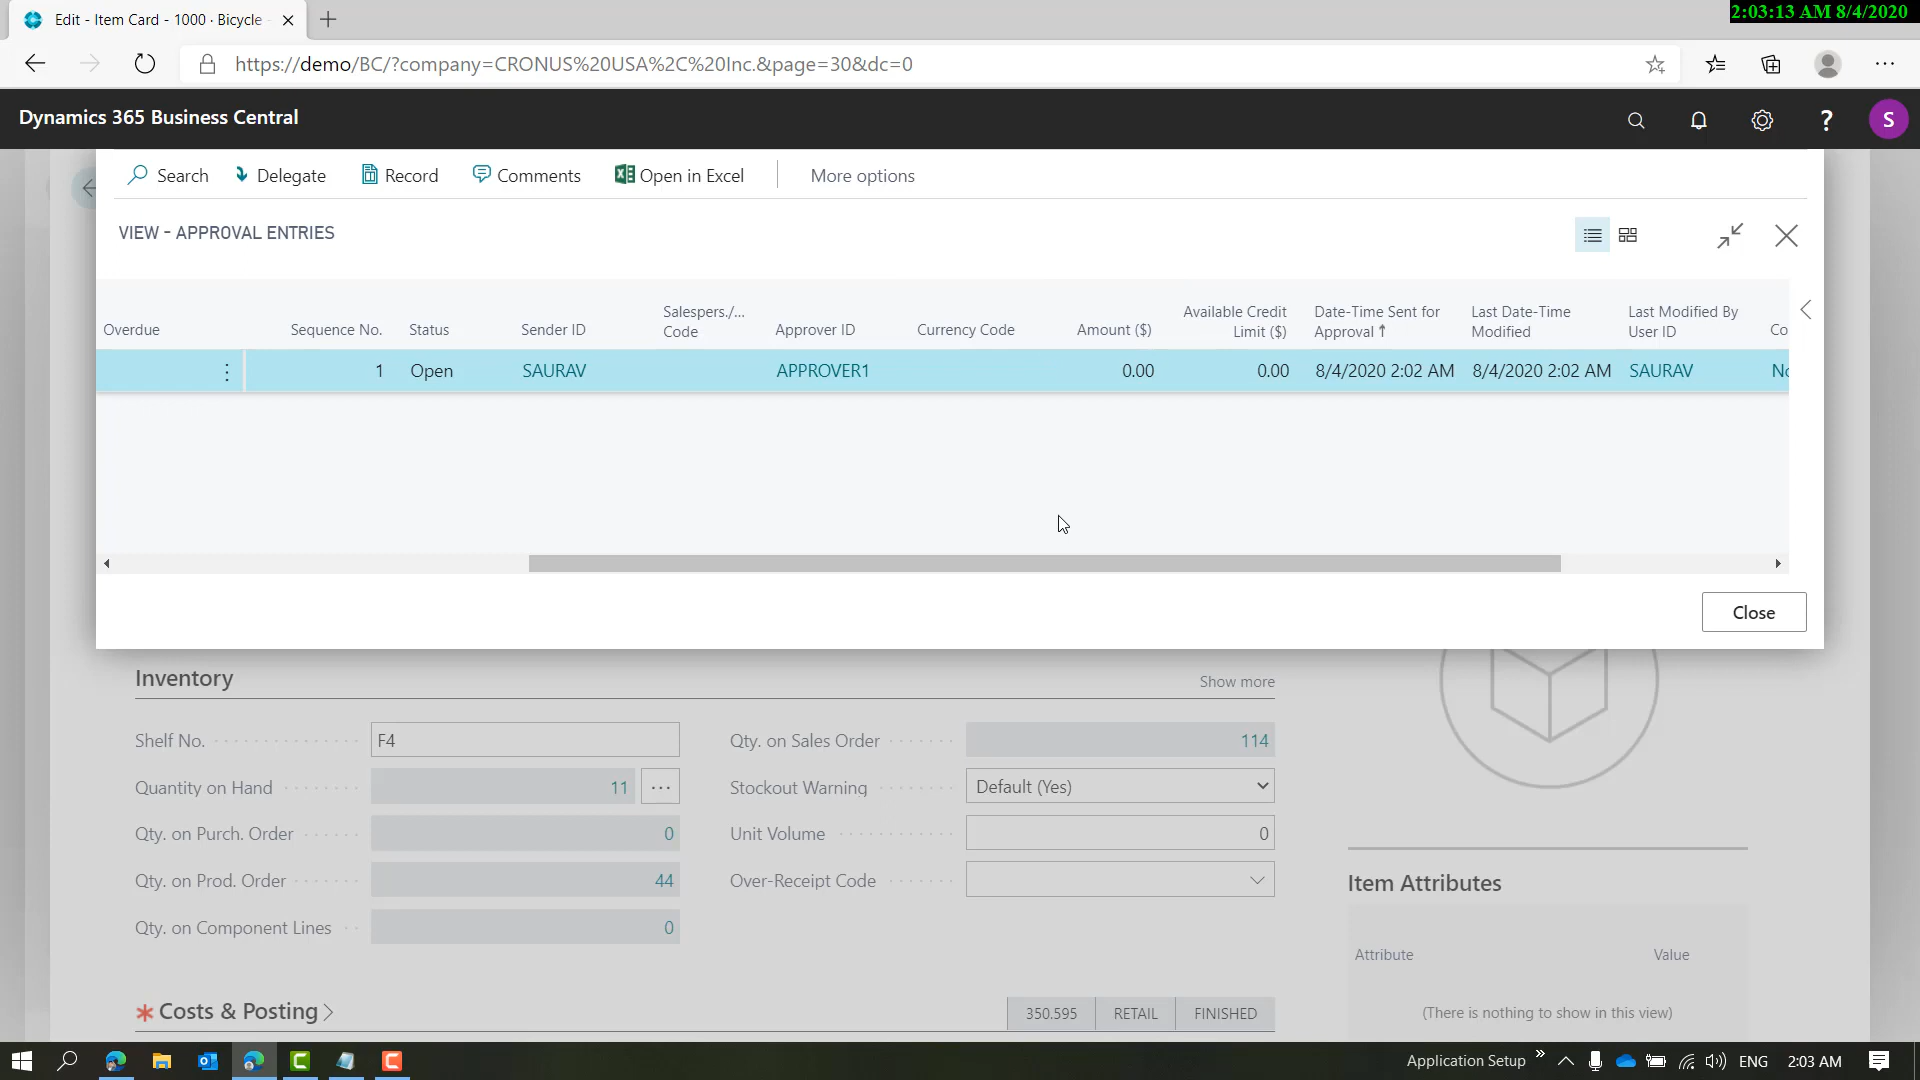 2:03:13 AM 8/4/2020
Edit - Item Card - 1000 · Bicycle -
https://demo/BC/?company=CRONUS%20USA%2C%20Inc.&page=30&dc=0
Dynamics 365 Business Central
?
S
Search
Delegate
Record
Comments
Open in Excel
More options
VIEW - APPROVAL ENTRIES
Overdue
Sequence No.
Status
Sender ID
Salespers./...
Code
Approver ID
Currency Code
Amount ($)
Available Credit
Limit ($)
Date-Time Sent for
Approval ↑
Last Date-Time
Modified
Last Modified By
User ID
Co
1
Open
SAURAV
APPROVER1
0.00
0.00
8/4/2020 2:02 AM
8/4/2020 2:02 AM
SAURAV
No
Close
Inventory
Show more
Shelf No.
F4
Qty. on Sales Order
114
Quantity on Hand
11
...
Stockout Warning
Default (Yes)
Qty. on Purch. Order
0
Unit Volume
0
Qty. on Prod. Order
44
Over-Receipt Code
Qty. on Component Lines
0
Item Attributes
Attribute
Value
(There is nothing to show in this view)
* Costs & Posting >
350.595
RETAIL
FINISHED
Application Setup
ENG
2:03 AM